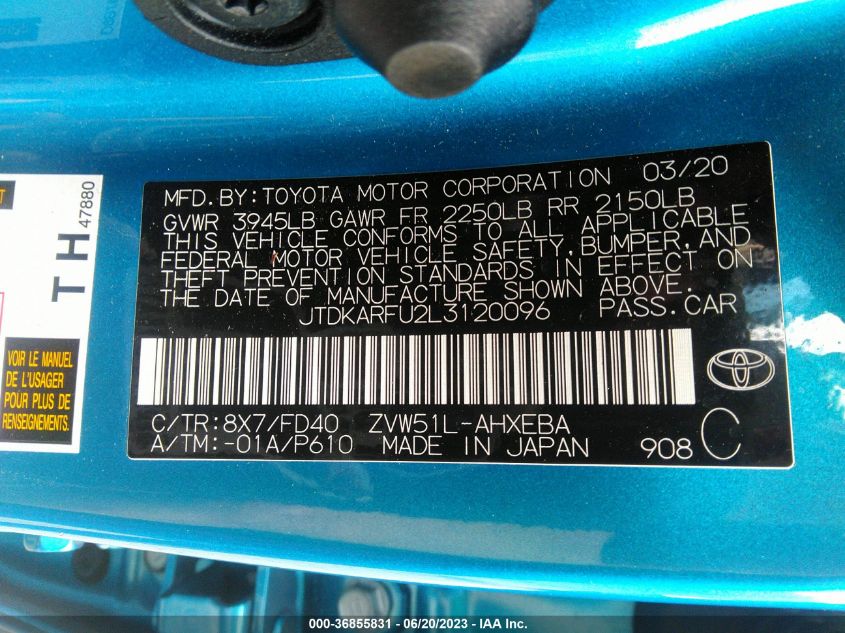 MFD. BY: TOYOTA MOTOR CORPORATION 03/20
GVWR 3945LB GAWR FR 2250LB RR 2150LB
THIS VEHICLE CONFORMS TO ALL APPLICABLE
FEDERAL MOTOR VEHICLE SAFETY, BUMPER, AND
THEFT PREVENTION STANDARDS IN EFFECT ON
THE DATE OF MANUFACTURE SHOWN ABOVE.
JTDKARFU2L3120096 PASS. CAR
C/TR: 8X7/FD40 ZVW51L-AHXEBA
A/TM: -01A/P610 MADE IN JAPAN 908 C
TH
47880
VOIR LE MANUEL
DE L'USAGER
POUR PLUS DE
RENSEIGNEMENTS.
000-36855831 - 06/20/2023 - IAA Inc.